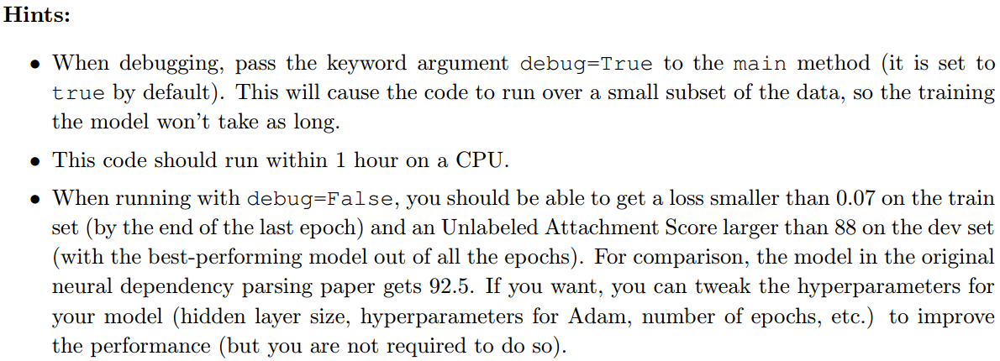 Hints:
• When debugging, pass the keyword argument debug=True to the main method (it is set to
true by default). This will cause the code to run over a small subset of the data, so the training
the model won't take as long.
• This code should run within 1 hour on a CPU.
• When running with debug=False, you should be able to get a loss smaller than 0.07 on the train
set (by the end of the last epoch) and an Unlabeled Attachment Score larger than 88 on the dev set
(with the best-performing model out of all the epochs). For comparison, the model in the original
neural dependency parsing paper gets 92.5. If you want, you can tweak the hyperparameters for
your model (hidden layer size, hyperparameters for Adam, number of epochs, etc.) to improve
the performance (but you are not required to do so).